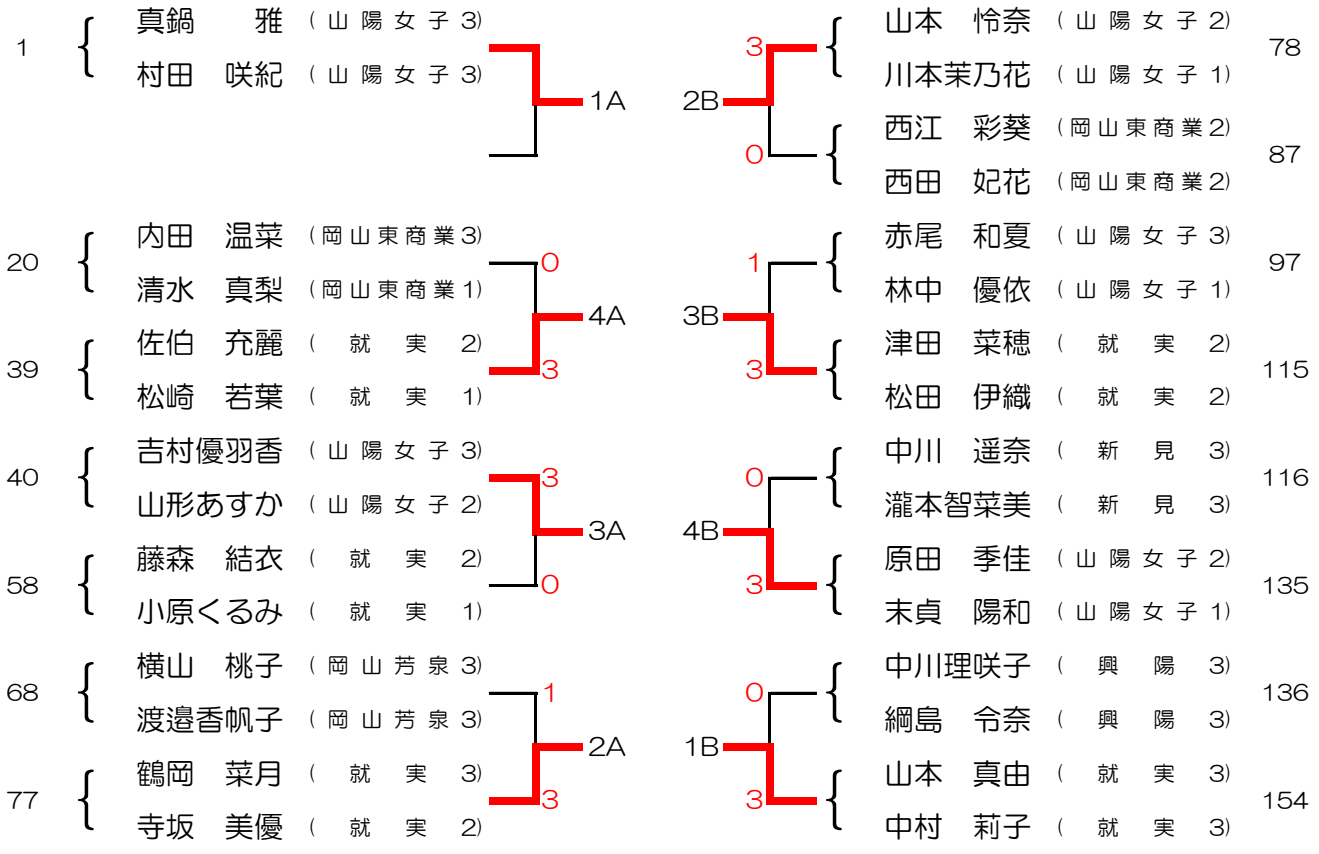 1
真鍋　雅 (山陽女子 3)
村田　咲紀 (山陽女子 3)
1A
20
内田　温菜 (岡山東商業 3)
清水　真梨 (岡山東商業 1)
0
4A
39
佐伯　充麗 (就実 2)
松崎　若葉 (就実 1)
3
40
吉村優羽香 (山陽女子 3)
山形あすか (山陽女子 2)
3
3A
58
藤森　結衣 (就実 2)
小原くるみ (就実 1)
0
68
横山　桃子 (岡山芳泉 3)
渡邉香帆子 (岡山芳泉 3)
1
2A
77
鶴岡　菜月 (就実 3)
寺坂　美優 (就実 2)
3
2B
3
山本　怜奈 (山陽女子 2)
川本茉乃花 (山陽女子 1)
78
0
西江　彩葵 (岡山東商業 2)
西田　妃花 (岡山東商業 2)
87
3B
1
赤尾　和夏 (山陽女子 3)
林中　優依 (山陽女子 1)
97
3
津田　菜穂 (就実 2)
松田　伊織 (就実 2)
115
4B
0
中川　遥奈 (新見 3)
瀧本智菜美 (新見 3)
116
3
原田　季佳 (山陽女子 2)
末貞　陽和 (山陽女子 1)
135
1B
0
中川理咲子 (興陽 3)
綱島　令奈 (興陽 3)
136
3
山本　真由 (就実 3)
中村　莉子 (就実 3)
154